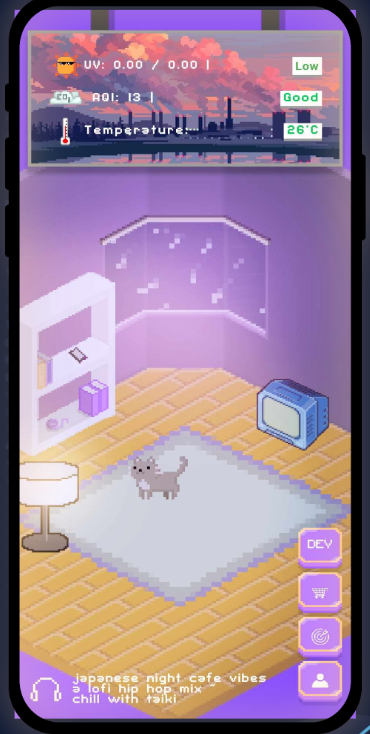 UV: 0.00 / 0.00 |
Low
CO₂
AQI: 13 |
Good
Temperature:
26°C
DEV
japanese night cafe vibes
a lofi hip hop mix ~
chill with taiki